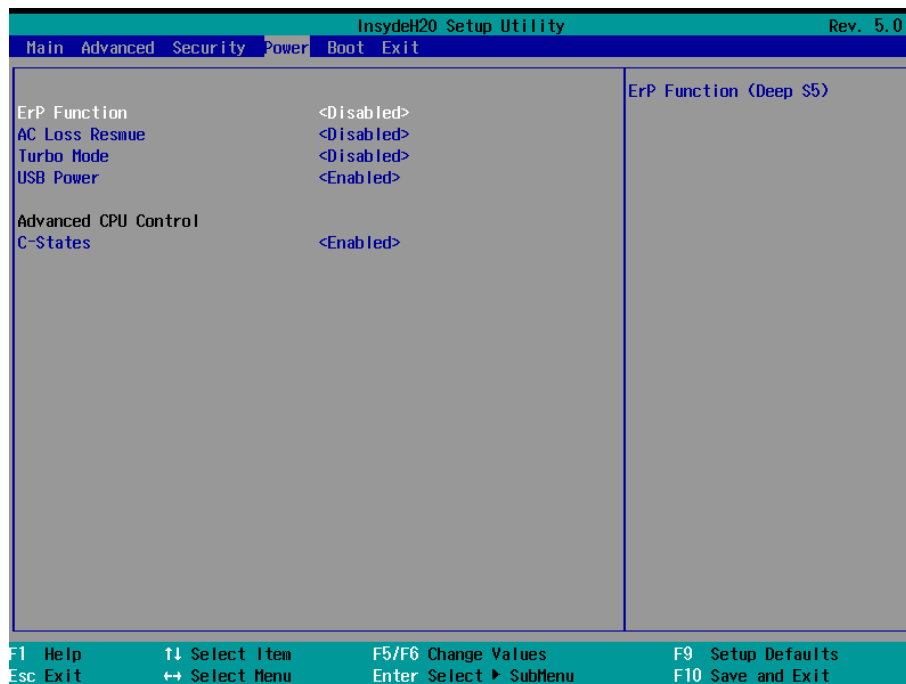 InsydeH20 Setup Utility Rev. 5.0
Main Advanced Security Power Boot Exit
ErP Function (Deep S5)
ErP Function <Disabled>
AC Loss Resmue <Disabled>
Turbo Mode <Disabled>
USB Power <Enabled>
Advanced CPU Control
C-States <Enabled>
F1 Help ↑↓ Select Item F5/F6 Change Values F9 Setup Defaults
Esc Exit ↔ Select Menu Enter Select ▶ SubMenu F10 Save and Exit